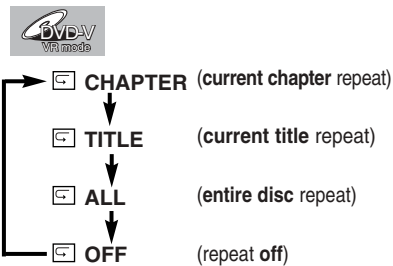 DVD-V
VR mode
CHAPTER (current chapter repeat)
TITLE (current title repeat)
ALL (entire disc repeat)
OFF (repeat off)